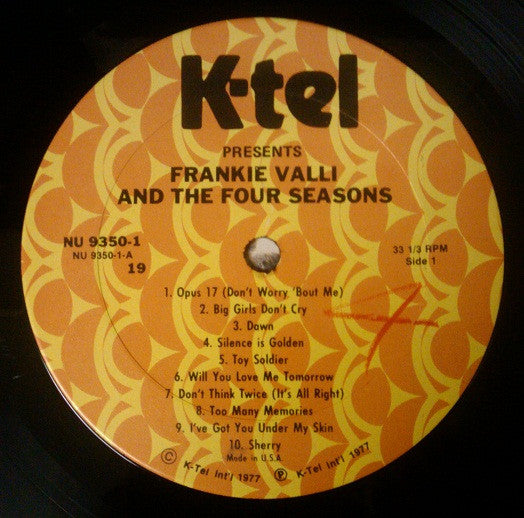 K-tel
PRESENTS
FRANKIE VALLI
AND THE FOUR SEASONS
NU 9350-1
NU 9350-1-A
19
33 1/3 RPM
Side 1
1. Opus 17 (Don't Worry 'Bout Me)
2. Big Girls Don't Cry
3. Dawn
4. Silence is Golden
5. Toy Soldier
6. Will You Love Me Tomorrow
7. Don't Think Twice (It's All Right)
8. Too Many Memories
9. I've Got You Under My Skin
10. Sherry
Made in U.S.A.
© K-Tel Int'l 1977 ℗ K-Tel Int'l 1977